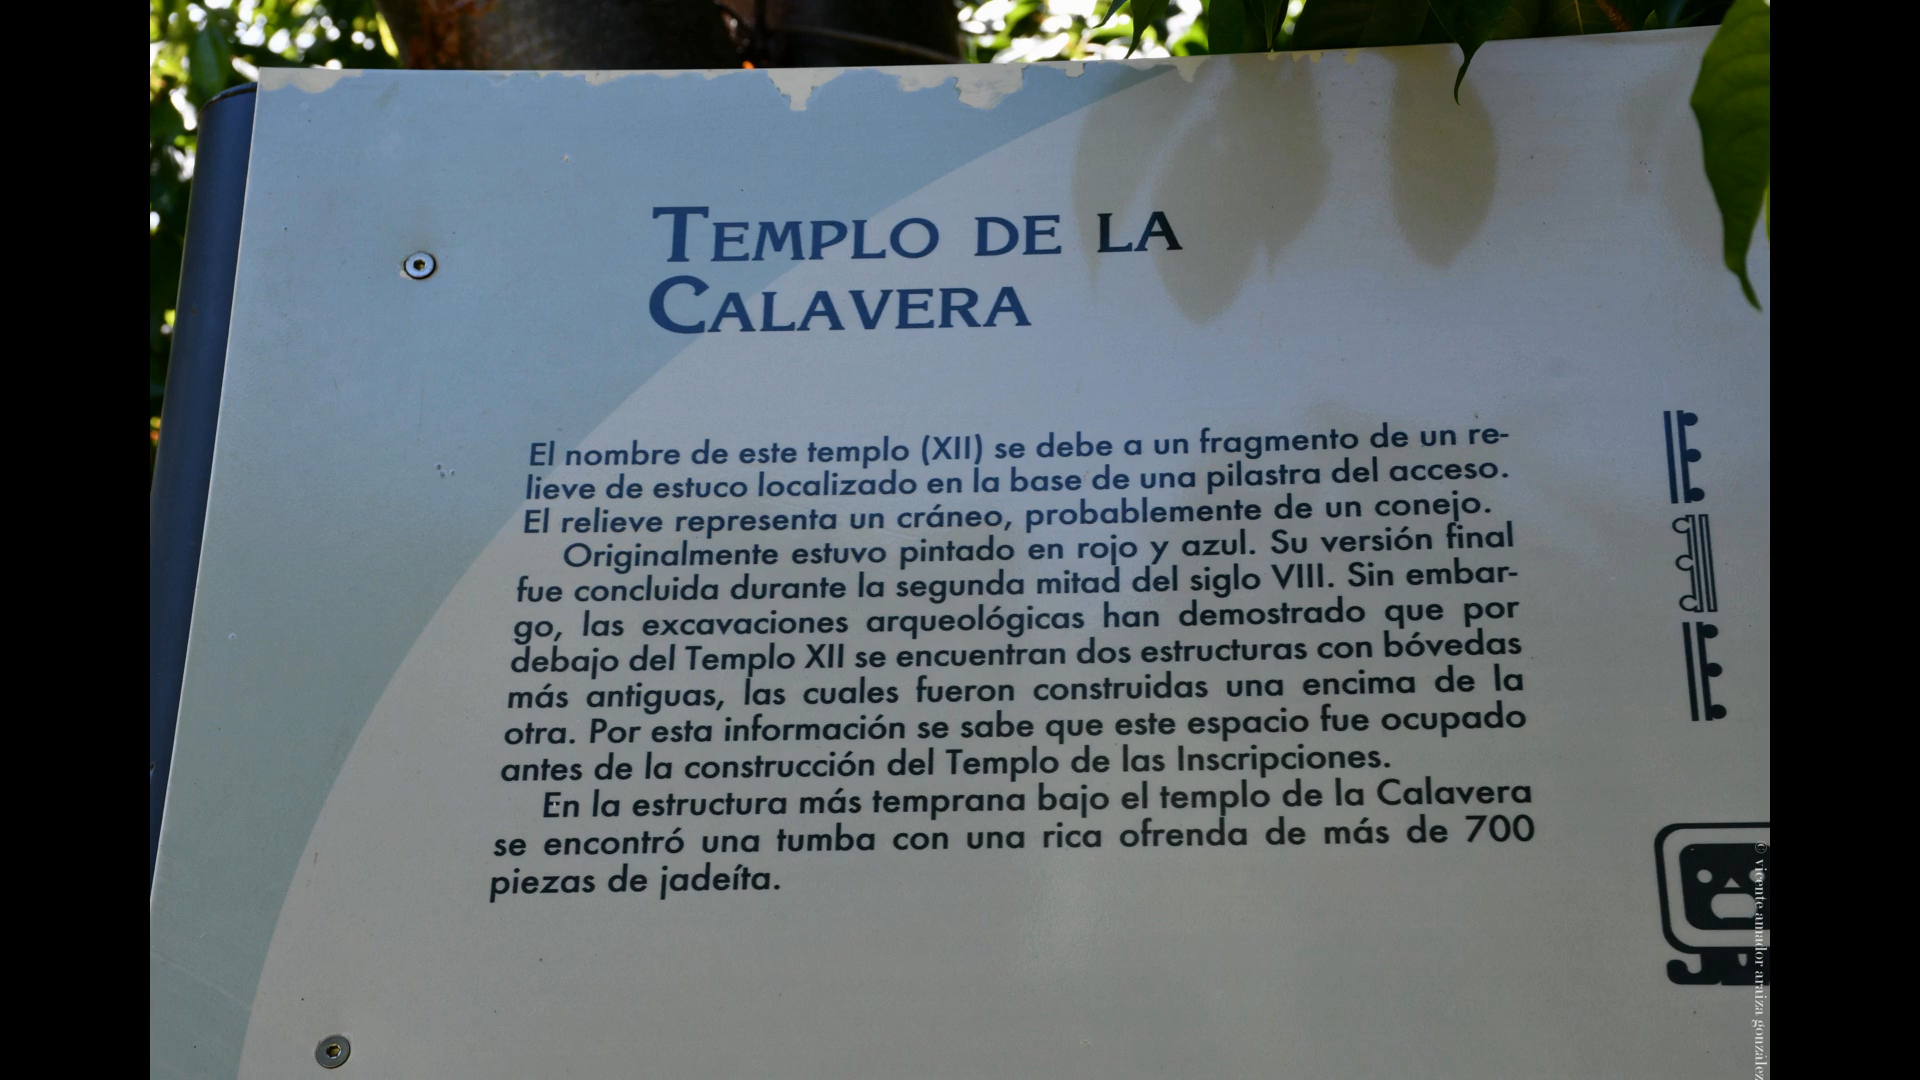 TEMPLO DE LA
CALAVERA
El nombre de este templo (XII) se debe a un fragmento de un re-
lieve de estuco localizado en la base de una pilastra del acceso.
El relieve representa un cráneo, probablemente de un conejo.
Originalmente estuvo pintado en rojo y azul. Su versión final
fue concluida durante la segunda mitad del siglo VIII. Sin embar-
go, las excavaciones arqueológicas han demostrado que por
debajo del Templo XII se encuentran dos estructuras con bóvedas
más antiguas, las cuales fueron construidas una encima de la
otra. Por esta información se sabe que este espacio fue ocupado
antes de la construcción del Templo de las Inscripciones.
En la estructura más temprana bajo el templo de la Calavera
se encontró una tumba con una rica ofrenda de más de 700
piezas de jadeíta.
© vicente amador araiza gonzález